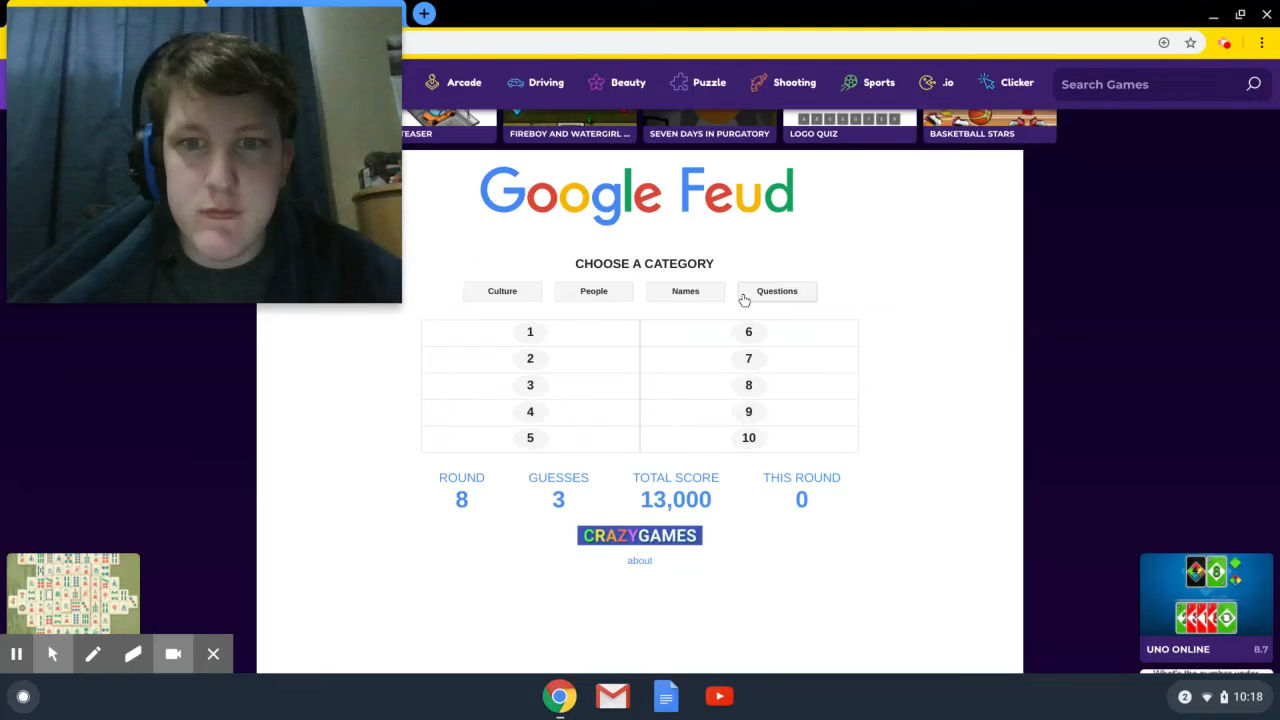 Arcade
Driving
Beauty
Puzzle
Shooting
Sports
.io
Clicker
Search Games
TEASER
FIREBOY AND WATERGIRL ...
SEVEN DAYS IN PURGATORY
LOGO QUIZ
BASKETBALL STARS
Google Feud
CHOOSE A CATEGORY
Culture
People
Names
Questions
1
6
2
7
3
8
4
9
5
10
ROUND
GUESSES
TOTAL SCORE
THIS ROUND
8
3
13,000
0
CRAZYGAMES
about
UNO ONLINE
8.7
2
10:18